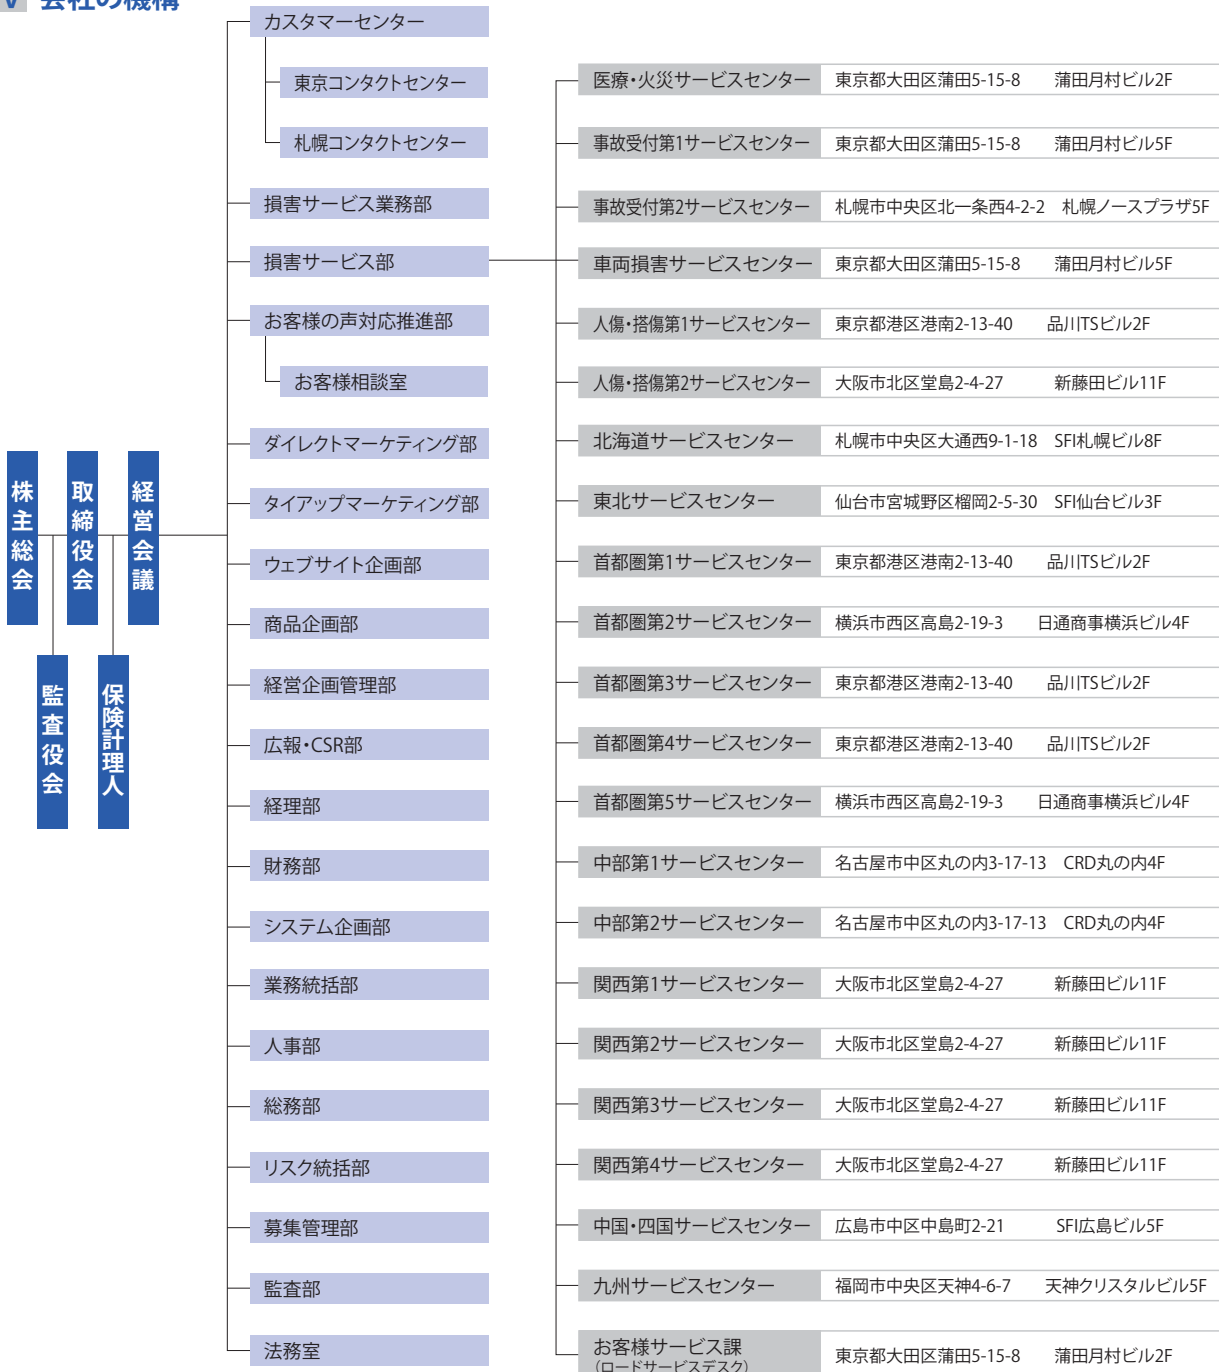 V 会社の機構
株主総会
取締役会
経営会議
監査役会
保険計理人
カスタマーセンター
東京コンタクトセンター
札幌コンタクトセンター
損害サービス業務部
損害サービス部
お客様の声対応推進部
お客様相談室
ダイレクトマーケティング部
タイアップマーケティング部
ウェブサイト企画部
商品企画部
経営企画管理部
広報・CSR部
経理部
財務部
システム企画部
業務統括部
人事部
総務部
リスク統括部
募集管理部
監査部
法務室
医療・火災サービスセンター 東京都大田区蒲田5-15-8 蒲田月村ビル2F
事故受付第1サービスセンター 東京都大田区蒲田5-15-8 蒲田月村ビル5F
事故受付第2サービスセンター 札幌市中央区北一条西4-2-2 札幌ノースプラザ5F
車両損害サービスセンター 東京都大田区蒲田5-15-8 蒲田月村ビル5F
人傷・搭傷第1サービスセンター 東京都港区港南2-13-40 品川TSビル2F
人傷・搭傷第2サービスセンター 大阪市北区堂島2-4-27 新藤田ビル11F
北海道サービスセンター 札幌市中央区大通西9-1-18 SFI札幌ビル8F
東北サービスセンター 仙台市宮城野区榴岡2-5-30 SFI仙台ビル3F
首都圏第1サービスセンター 東京都港区港南2-13-40 品川TSビル2F
首都圏第2サービスセンター 横浜市西区高島2-19-3 日通商事横浜ビル4F
首都圏第3サービスセンター 東京都港区港南2-13-40 品川TSビル2F
首都圏第4サービスセンター 東京都港区港南2-13-40 品川TSビル2F
首都圏第5サービスセンター 横浜市西区高島2-19-3 日通商事横浜ビル4F
中部第1サービスセンター 名古屋市中区丸の内3-17-13 CRD丸の内4F
中部第2サービスセンター 名古屋市中区丸の内3-17-13 CRD丸の内4F
関西第1サービスセンター 大阪市北区堂島2-4-27 新藤田ビル11F
関西第2サービスセンター 大阪市北区堂島2-4-27 新藤田ビル11F
関西第3サービスセンター 大阪市北区堂島2-4-27 新藤田ビル11F
関西第4サービスセンター 大阪市北区堂島2-4-27 新藤田ビル11F
中国・四国サービスセンター 広島市中区中島町2-21 SFI広島ビル5F
九州サービスセンター 福岡市中央区天神4-6-7 天神クリスタルビル5F
お客様サービス課 東京都大田区蒲田5-15-8 蒲田月村ビル2F
(ロードサービスデスク)